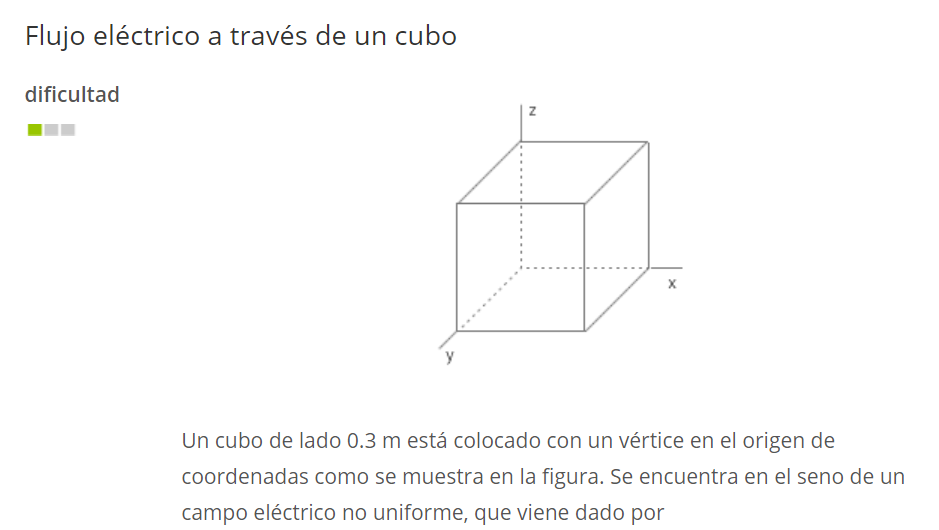 Flujo eléctrico a través de un cubo
dificultad
z
x
y
Un cubo de lado 0.3 m está colocado con un vértice en el origen de
coordenadas como se muestra en la figura. Se encuentra en el seno de un
campo eléctrico no uniforme, que viene dado por